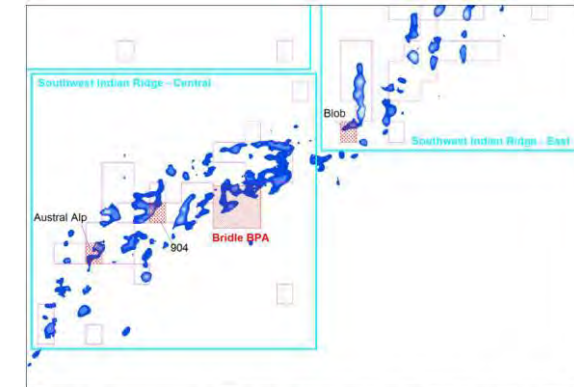 Southwest Indian Ridge - Central
Blob
Southwest Indian Ridge - East
Austral Alp
904
Bridle BPA